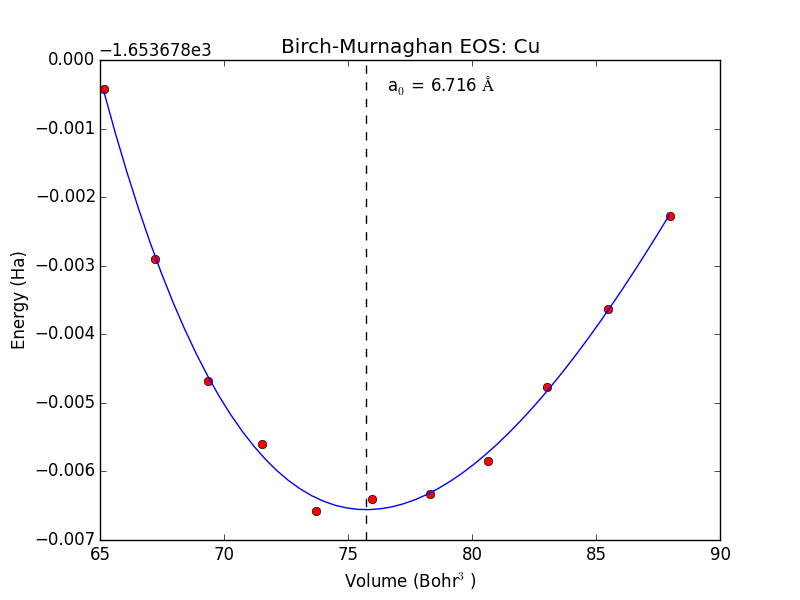 Birch-Murnaghan EOS: Cu
−1.653678e3
a₀ = 6.716 Å
0.000
−0.001
−0.002
−0.003
−0.004
−0.005
−0.006
−0.007
Energy (Ha)
65 70 75 80 85 90
Volume (Bohr³ )